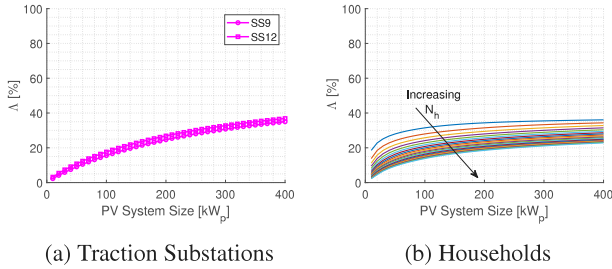 100
80
60
40
20
0
Λ [%]
SS9
SS12
0 100 200 300 400
PV System Size [kWp]
(a) Traction Substations
100
80
60
40
20
0
Λ [%]
Increasing
Nh
0 100 200 300 400
PV System Size [kWp]
(b) Households